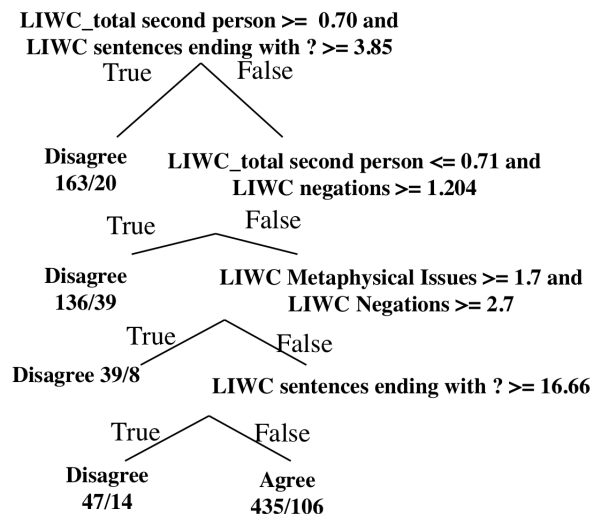 LIWC_total second person >= 0.70 and
LIWC sentences ending with ? >= 3.85
True False
Disagree
163/20
LIWC_total second person <= 0.71 and
LIWC negations >= 1.204
True False
Disagree
136/39
LIWC Metaphysical Issues >= 1.7 and
LIWC Negations >= 2.7
True False
Disagree 39/8
LIWC sentences ending with ? >= 16.66
True False
Disagree
47/14
Agree
435/106